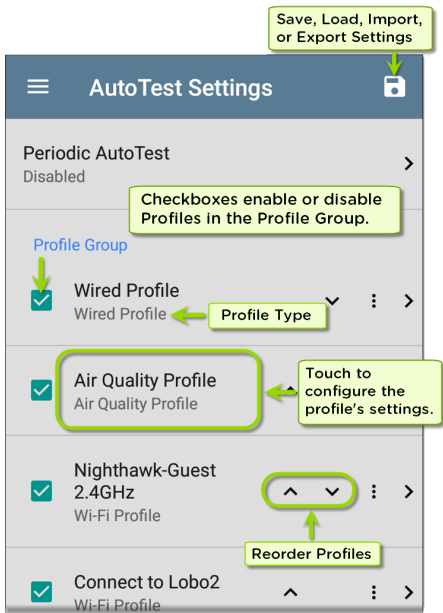 Save, Load, Import,
or Export Settings
AutoTest Settings
Periodic AutoTest
Disabled
Checkboxes enable or disable
Profiles in the Profile Group.
Profile Group
Wired Profile
Wired Profile
Profile Type
Air Quality Profile
Air Quality Profile
Touch to
configure the
profile's settings.
Nighthawk-Guest
2.4GHz
Wi-Fi Profile
Reorder Profiles
Connect to Lobo2
Wi-Fi Profile